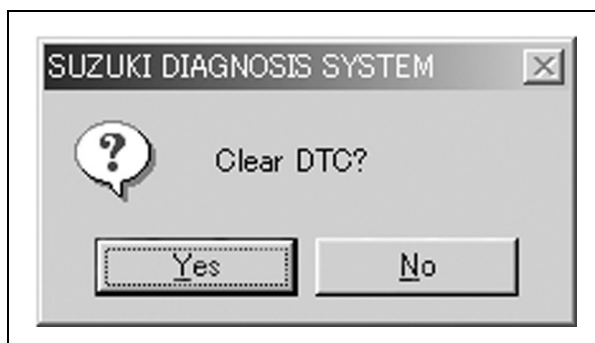 SUZUKI DIAGNOSIS SYSTEM
?
Clear DTC?
Yes
No